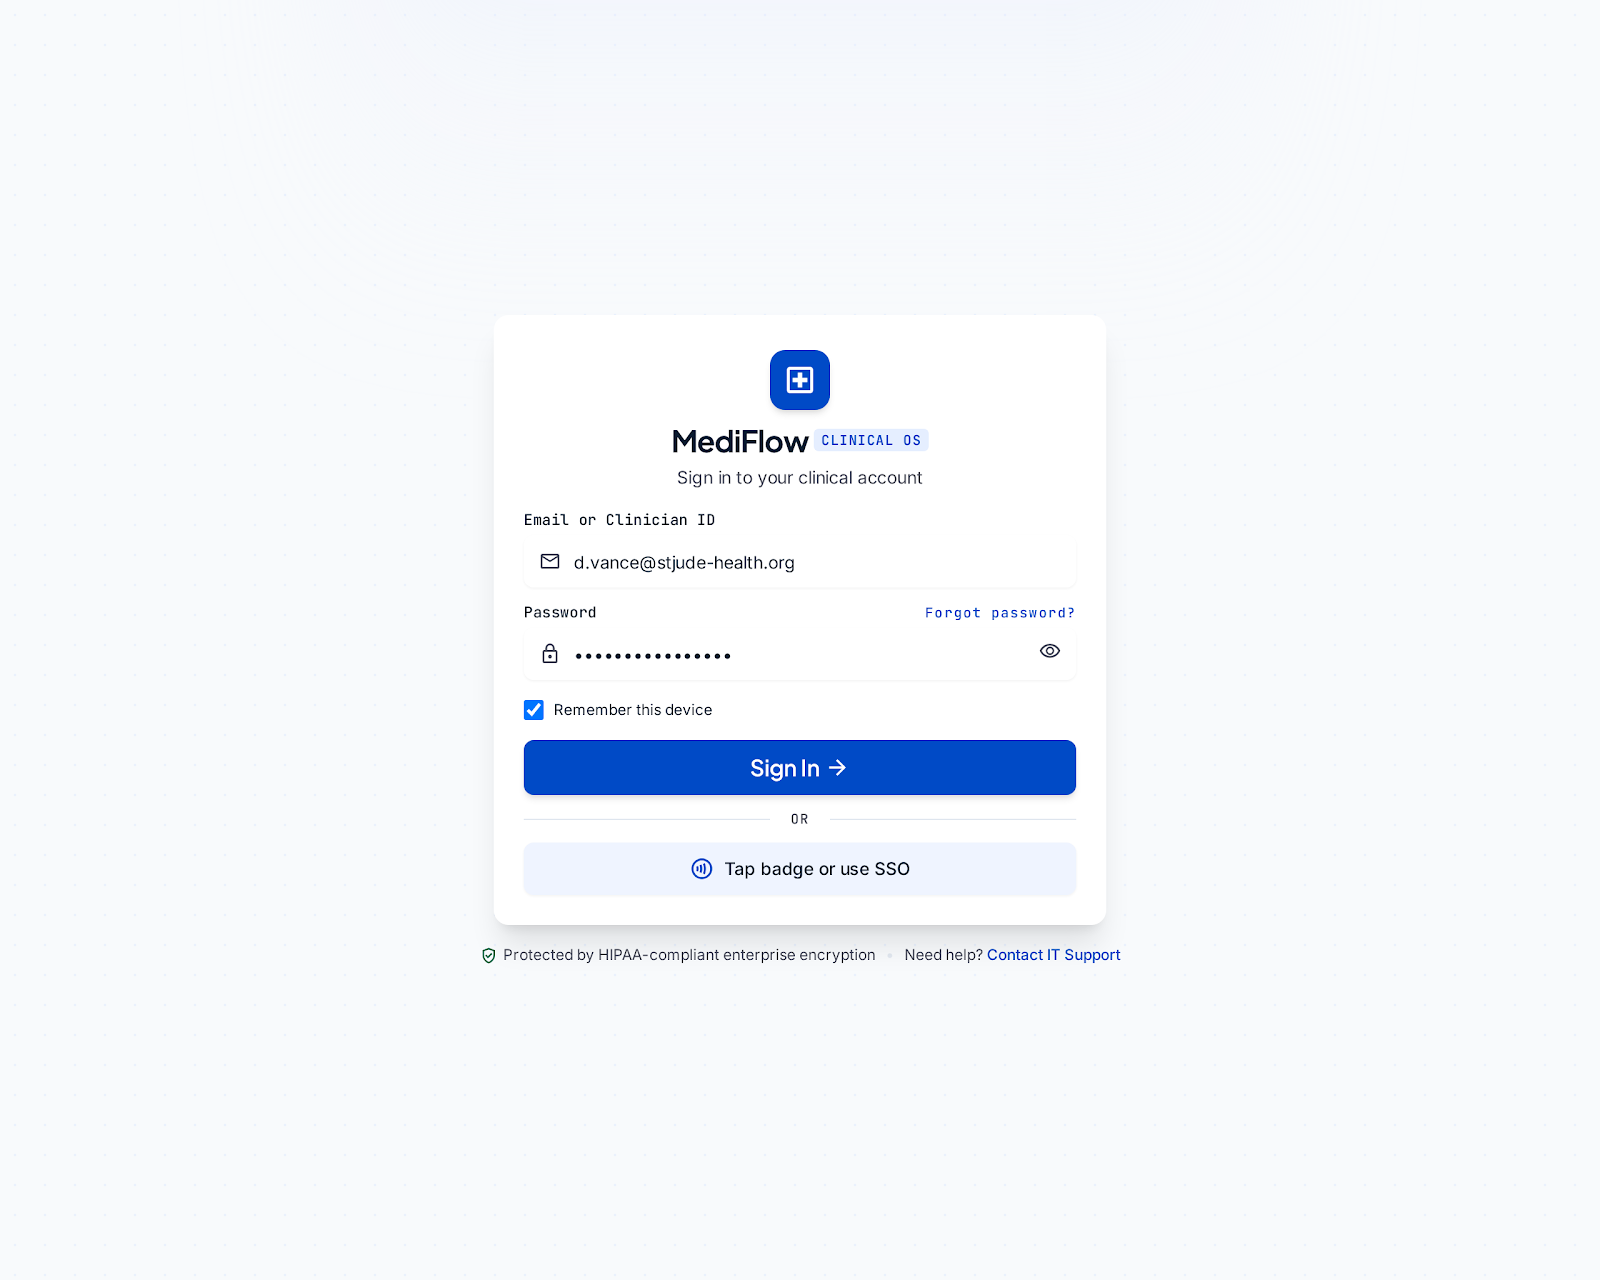 MediFlow CLINICAL OS
Sign in to your clinical account
Email or Clinician ID
d.vance@stjude-health.org
Password Forgot password?
••••••••••••••••
Remember this device
Sign In →
OR
Tap badge or use SSO
Protected by HIPAA-compliant enterprise encryption • Need help? Contact IT Support